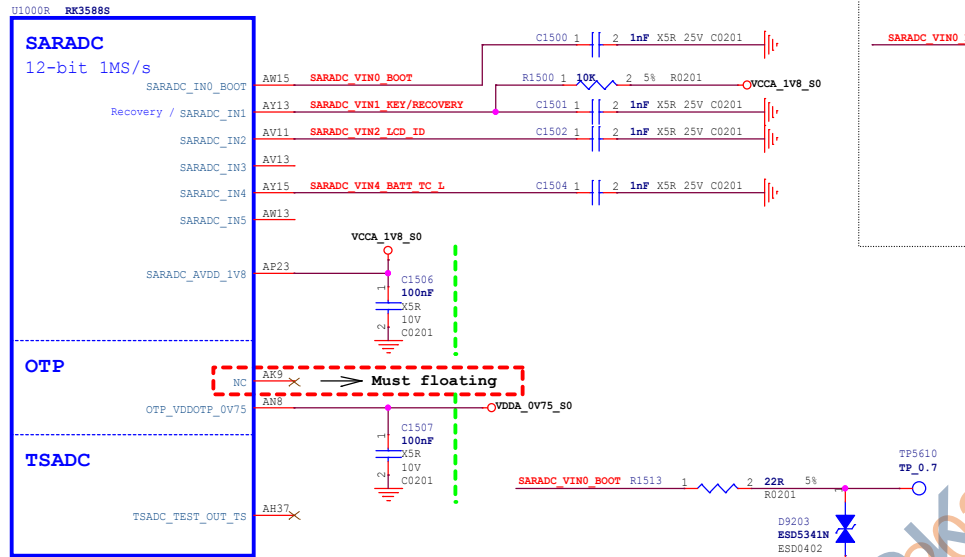 U1000R RK3588S
SARADC
12-bit 1MS/s
SARADC_IN0_BOOT AW15 SARADC_VIN0_BOOT
C1500 1 2 1nF X5R 25V C0201
SARADC_VIN0_
R1500 1 10K 2 5% R0201 VCCA_1V8_S0
Recovery / SARADC_IN1 AY13 SARADC_VIN1_KEY/RECOVERY C1501 1 2 1nF X5R 25V C0201
SARADC_IN2 AV11 SARADC_VIN2_LCD_ID C1502 1 2 1nF X5R 25V C0201
SARADC_IN3 AV13
SARADC_IN4 AY15 SARADC_VIN4_BATT_TC_L C1504 1 2 1nF X5R 25V C0201
SARADC_IN5 AW13
VCCA_1V8_S0
SARADC_AVDD_1V8 AP23
1 C1506
100nF
X5R
10V
2 C0201
OTP
NC AK9 Must floating
OTP_VDDOTP_0V75 AN8 VDDA_0V75_S0
1 C1507
100nF
X5R
10V
2 C0201
TSADC
TSADC_TEST_OUT_TS AH37
SARADC_VIN0_BOOT R1513 1 2 22R 5%
R0201
TP5610
TP_0.7
D9203
ESD5341N
ESD0402